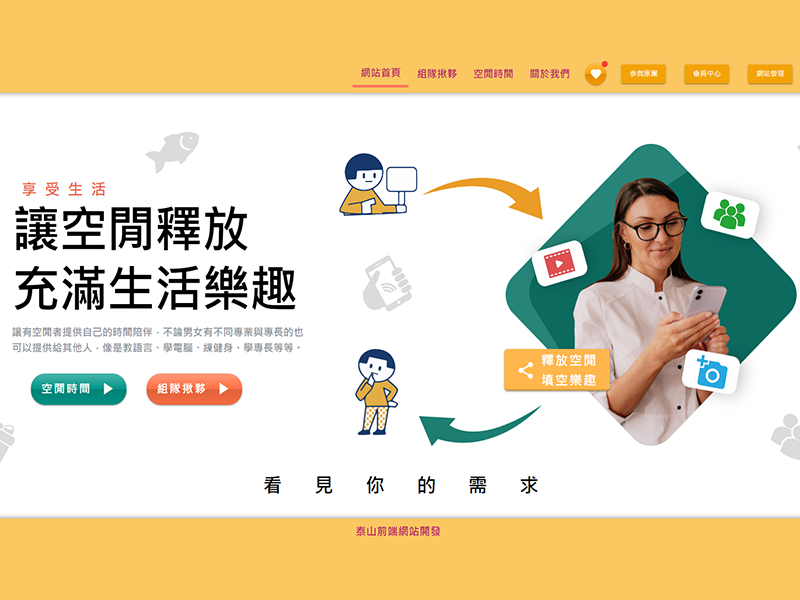 網站首頁
組隊揪夥
空閒時間
關於我們
參與揪團
會員中心
網站管理
享受生活
讓空閒釋放
充滿生活樂趣
讓有空閒者提供自己的時間陪伴，不論男女有不同專業與專長的也
可以提供給其他人，像是教語言、學電腦、練健身、學專長等等。
空閒時間
組隊揪夥
釋放空閒
填空樂趣
看見你的需求
泰山前端網站開發